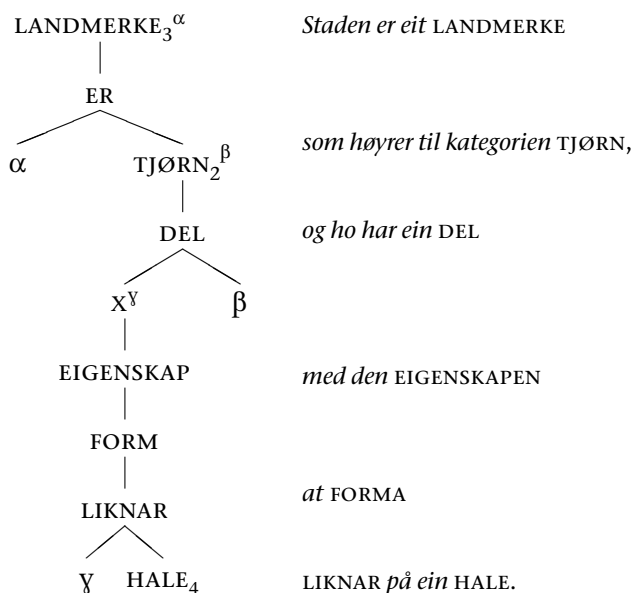 LANDMERKE₃ᵅ Staden er eit LANDMERKE
ER
α TJØRN₂ᵝ som høyrer til kategorien TJØRN,
DEL og ho har ein DEL
Xᵞ β
EIGENSKAP med den EIGENSKAPEN
FORM
LIKNAR at FORMA
γ HALE₄ LIKNAR på ein HALE.